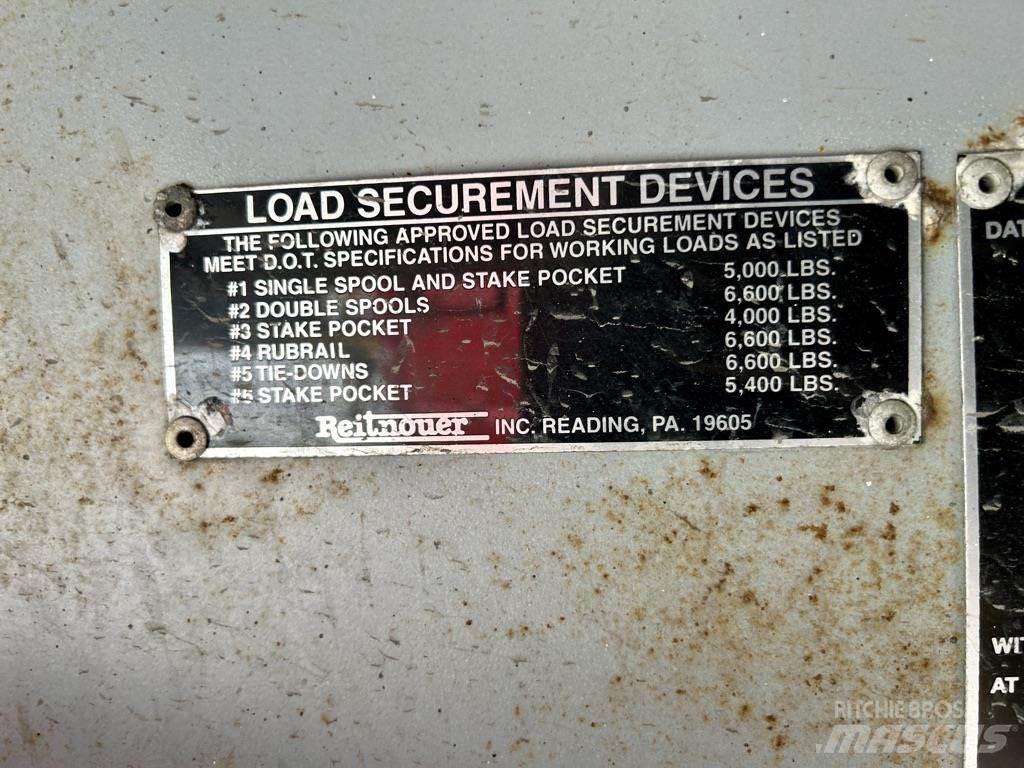 LOAD SECUREMENT DEVICES
THE FOLLOWING APPROVED LOAD SECUREMENT DEVICES
MEET D.O.T. SPECIFICATIONS FOR WORKING LOADS AS LISTED
#1 SINGLE SPOOL AND STAKE POCKET 5,000 LBS.
#2 DOUBLE SPOOLS 6,600 LBS.
#3 STAKE POCKET 4,000 LBS.
#4 RUBRAIL 6,600 LBS.
#5 TIE-DOWNS 6,600 LBS.
#5 STAKE POCKET 5,400 LBS.
Reitnouer INC. READING, PA. 19605
DAT
WIT
AT
RITCHIE BROS
MASCUS